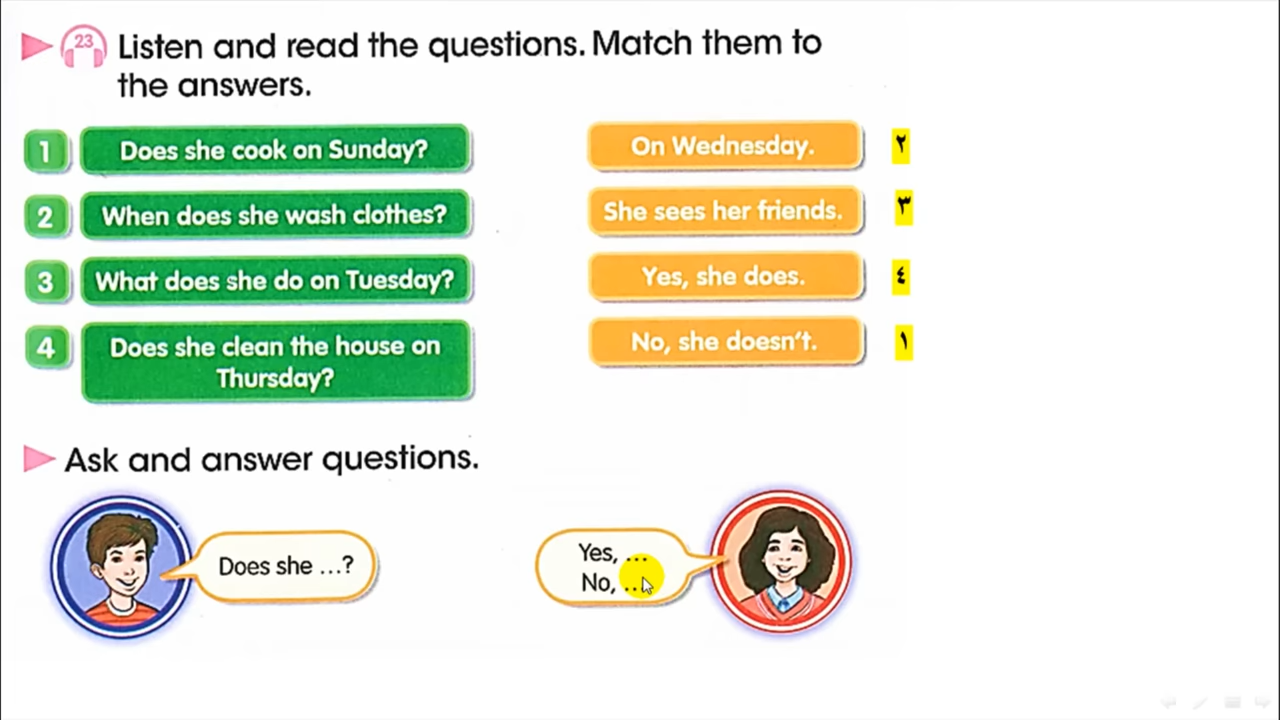 23 Listen and read the questions. Match them to
the answers.
1 Does she cook on Sunday? On Wednesday. ٢
2 When does she wash clothes? She sees her friends. ٣
3 What does she do on Tuesday? Yes, she does. ٤
4 Does she clean the house on
Thursday?
No, she doesn't. ١
Ask and answer questions.
Does she ...?
Yes, ...
No, ...